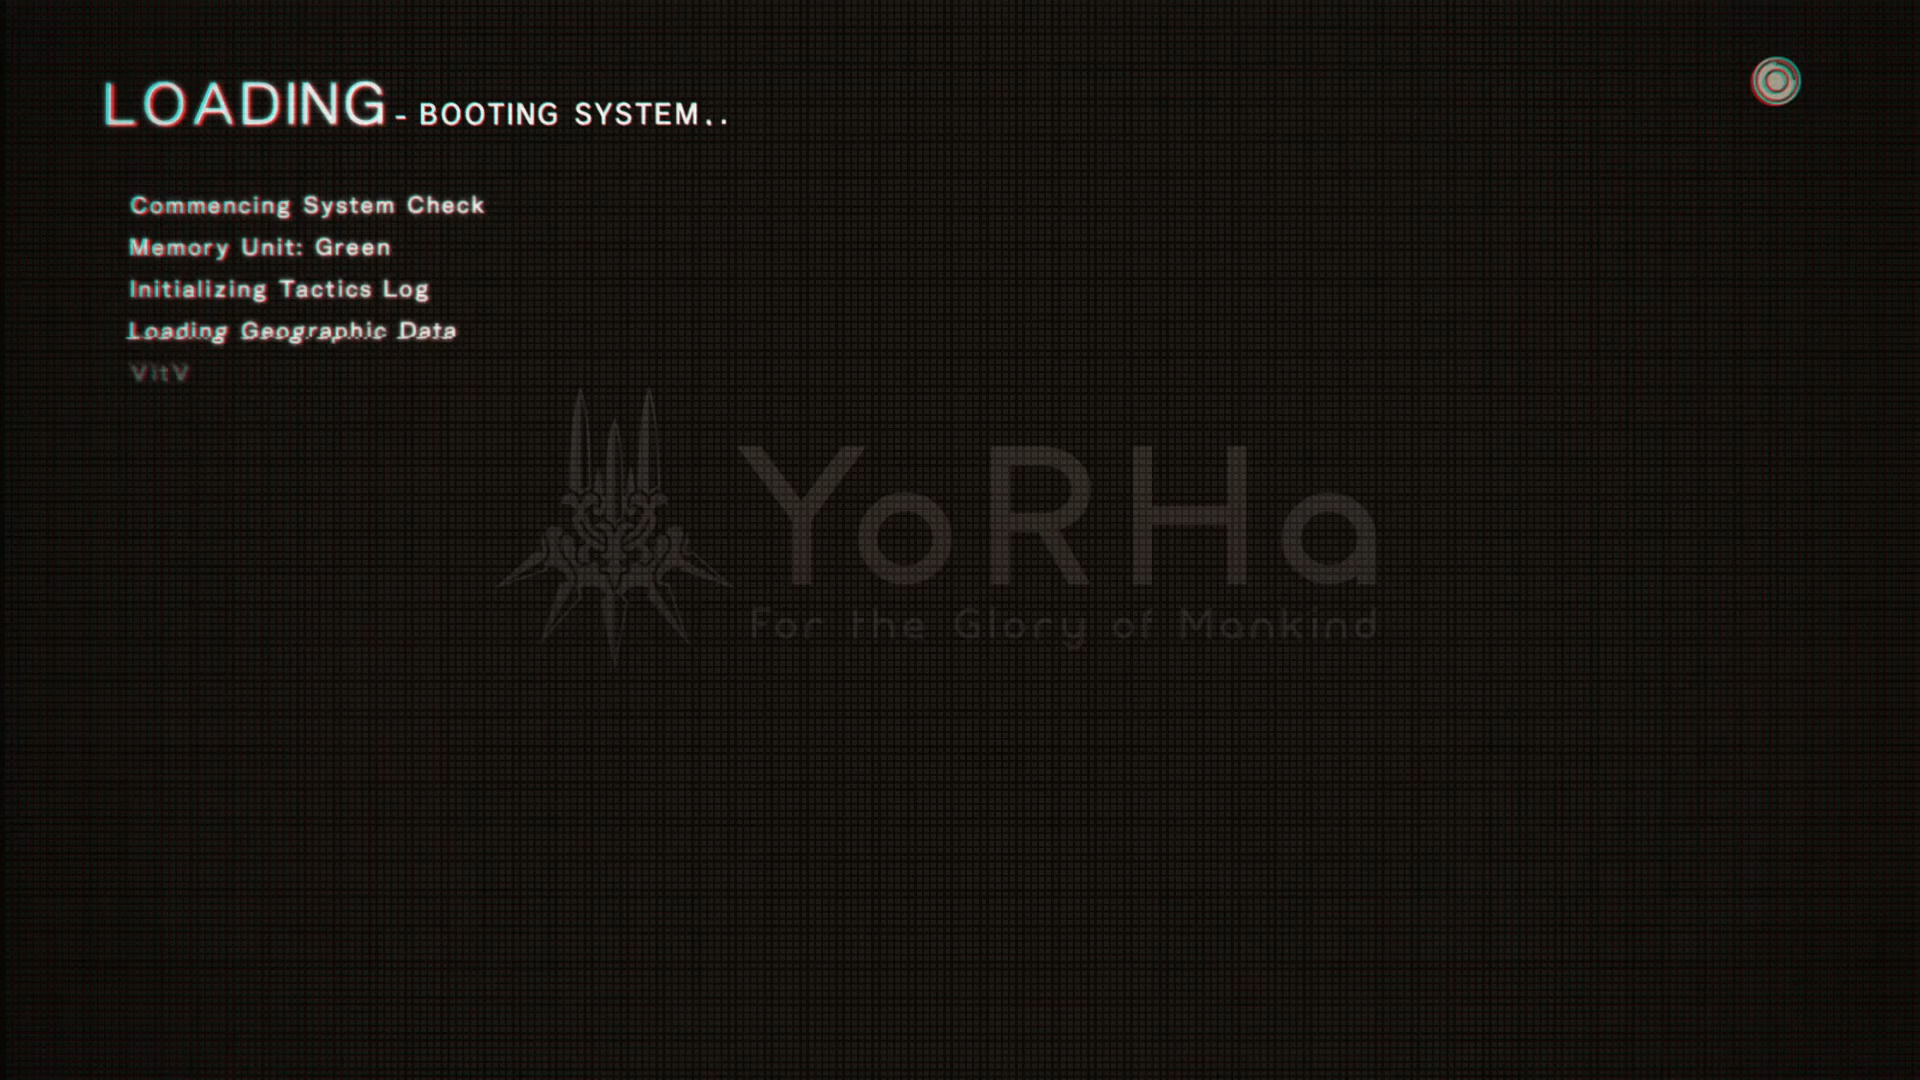 LOADING - BOOTING SYSTEM..
Commencing System Check
Memory Unit: Green
Initializing Tactics Log
Loading Geographic Data
VitV
YoRHa
For the Glory of Mankind